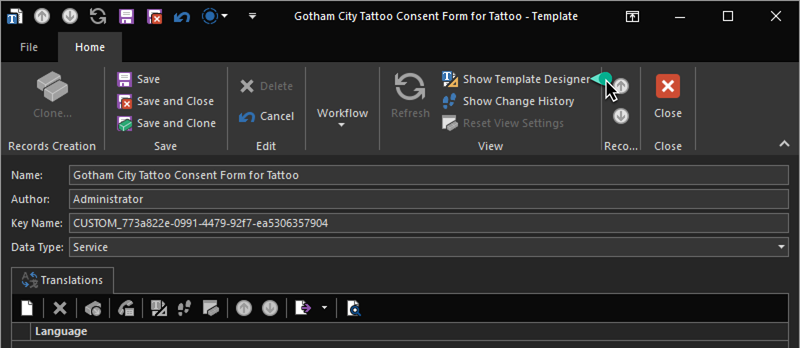 Gotham City Tattoo Consent Form for Tattoo - Template
File Home
Clone...
Records Creation
Save
Save and Close
Save and Clone
Save
Delete
Cancel
Edit
Workflow
Refresh
Show Template Designer
Show Change History
Reset View Settings
View
Reco...
Close
Close
Name: Gotham City Tattoo Consent Form for Tattoo
Author: Administrator
Key Name: CUSTOM_773a822e-0991-4479-92f7-ea5306357904
Data Type: Service
Translations
Language